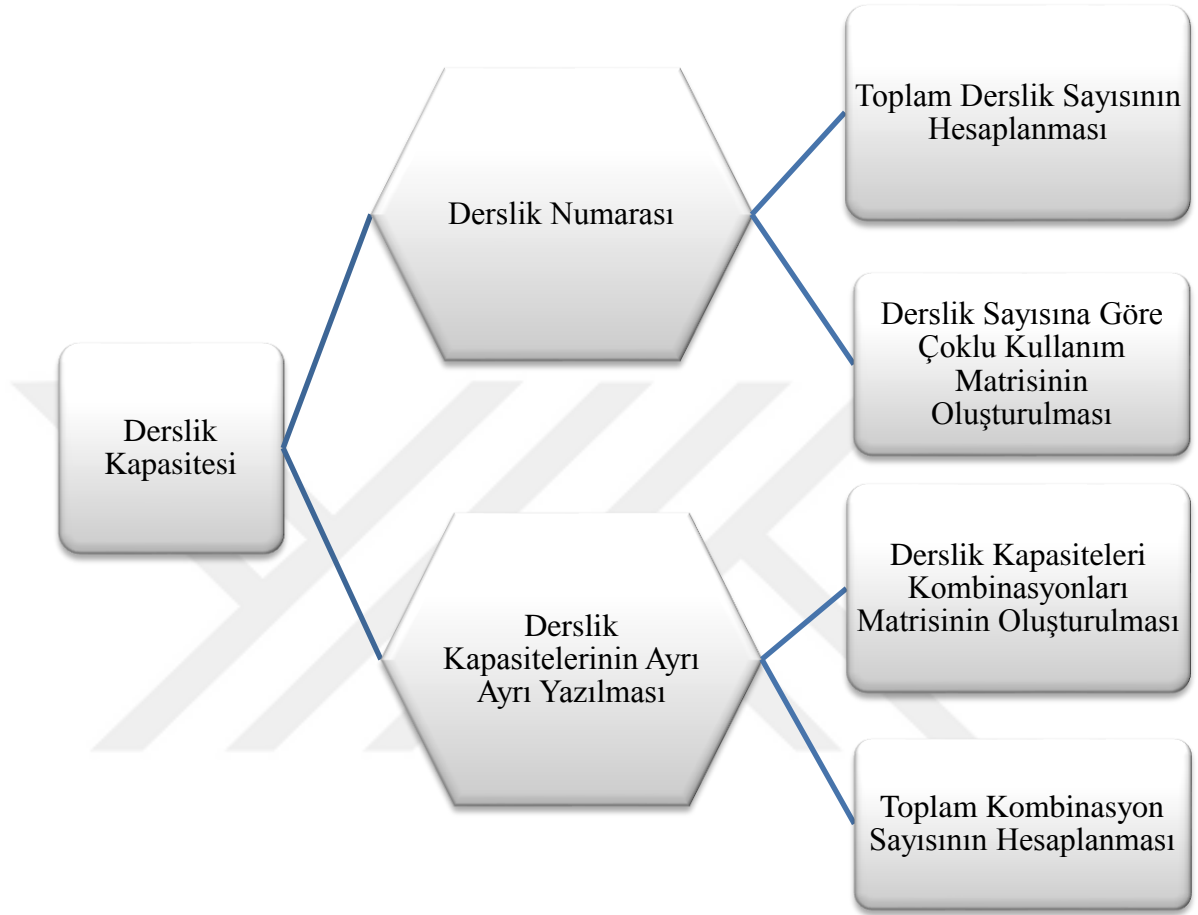 Derslik
Kapasitesi
Derslik Numarası
Toplam Derslik Sayısının
Hesaplanması
Derslik Sayısına Göre
Çoklu Kullanım
Matrisinin
Oluşturulması
Derslik
Kapasitelerinin Ayrı
Ayrı Yazılması
Derslik Kapasiteleri
Kombinasyonları
Matrisinin Oluşturulması
Toplam Kombinasyon
Sayısının Hesaplanması